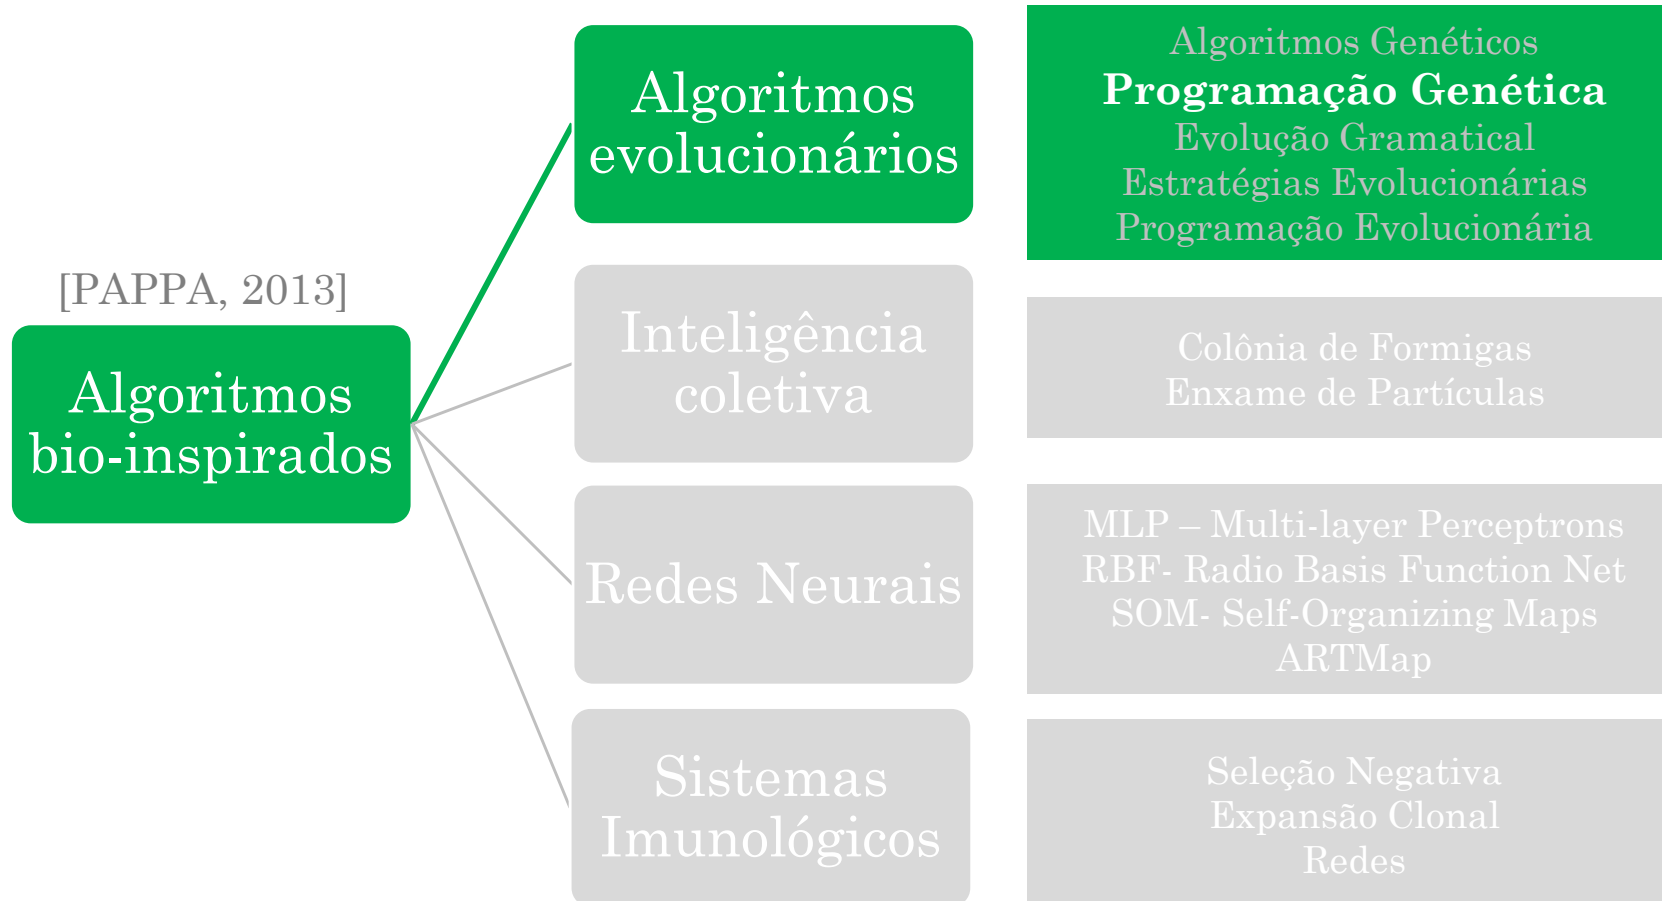 [PAPPA, 2013]
Algoritmos
bio-inspirados
Algoritmos
evolucionários
Algoritmos Genéticos
Programação Genética
Evolução Gramatical
Estratégias Evolucionárias
Programação Evolucionária
Inteligência
coletiva
Colônia de Formigas
Enxame de Partículas
Redes Neurais
MLP – Multi-layer Perceptrons
RBF- Radio Basis Function Net
SOM- Self-Organizing Maps
ARTMap
Sistemas
Imunológicos
Seleção Negativa
Expansão Clonal
Redes